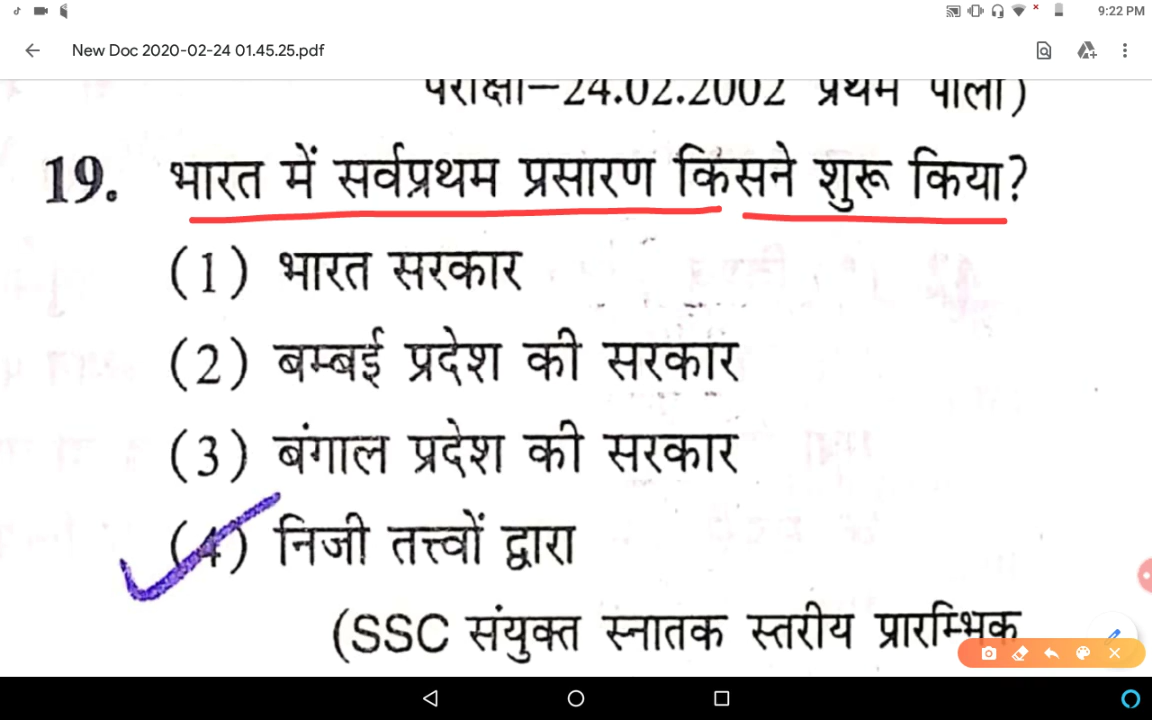 9:22 PM
New Doc 2020-02-24 01.45.25.pdf
परीक्षा–24.02.2002 प्रथम पाली)
19. भारत में सर्वप्रथम प्रसारण किसने शुरू किया?
(1) भारत सरकार
(2) बम्बई प्रदेश की सरकार
(3) बंगाल प्रदेश की सरकार
(4) निजी तत्त्वों द्वारा
(SSC संयुक्त स्नातक स्तरीय प्रारम्भिक